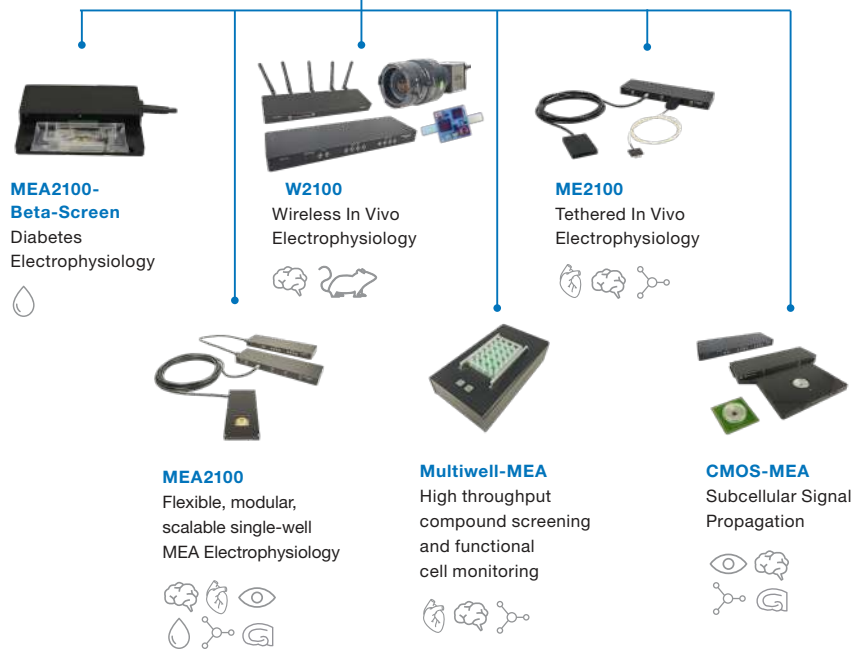 MEA2100-
Beta-Screen
Diabetes
Electrophysiology
W2100
Wireless In Vivo
Electrophysiology
ME2100
Tethered In Vivo
Electrophysiology
MEA2100
Flexible, modular,
scalable single-well
MEA Electrophysiology
Multiwell-MEA
High throughput
compound screening
and functional
cell monitoring
CMOS-MEA
Subcellular Signal
Propagation